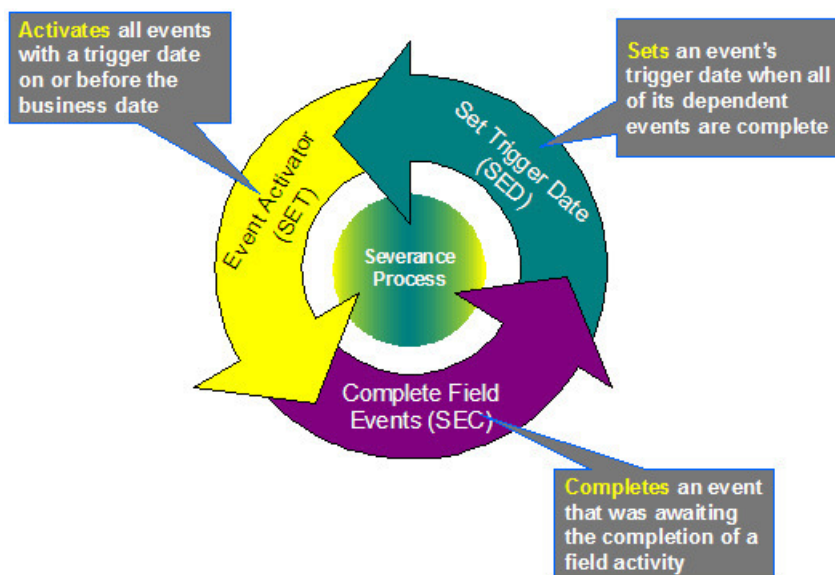 Activates all events
with a trigger date
on or before the
business date
Sets an event's
trigger date when all
of its dependent
events are complete
Set Trigger Date
(SED)
Event Activator
(SET)
Severance
Process
Complete Field
Events (SEC)
Completes an event
that was awaiting
the completion of a
field activity